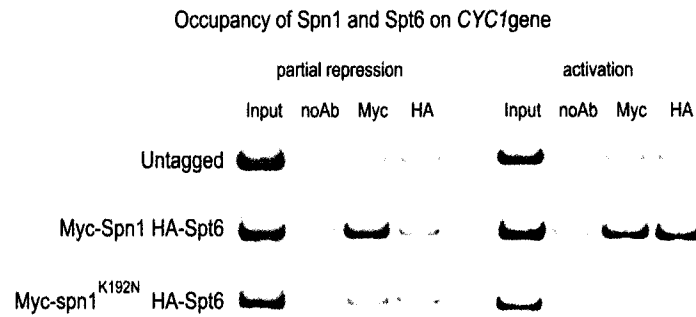 Occupancy of Spn1 and Spt6 on CYC1gene
partial repression activation
Input noAb Myc HA Input noAb Myc HA
Untagged
Myc-Spn1 HA-Spt6
Myc-spn1K192N HA-Spt6